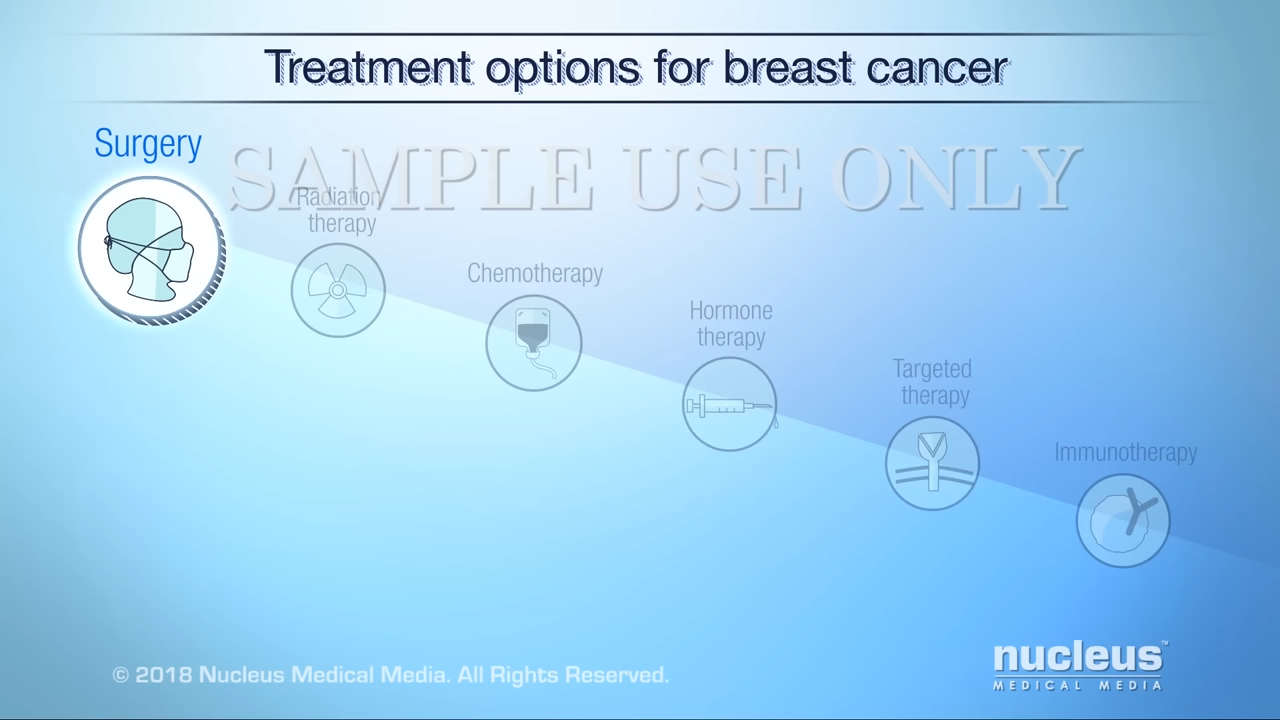 Treatment options for breast cancer
Surgery
SAMPLE USE ONLY
Radiation
therapy
Chemotherapy
Hormone
therapy
Targeted
therapy
Immunotherapy
© 2018 Nucleus Medical Media. All Rights Reserved.
nucleus™
MEDICAL MEDIA